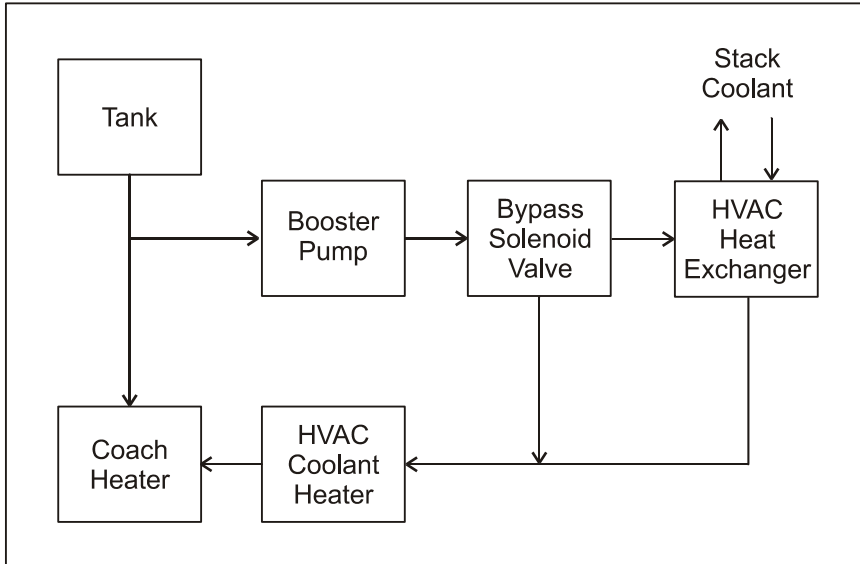 Tank
Stack
Coolant
Booster
Pump
Bypass
Solenoid
Valve
HVAC
Heat
Exchanger
Coach
Heater
HVAC
Coolant
Heater